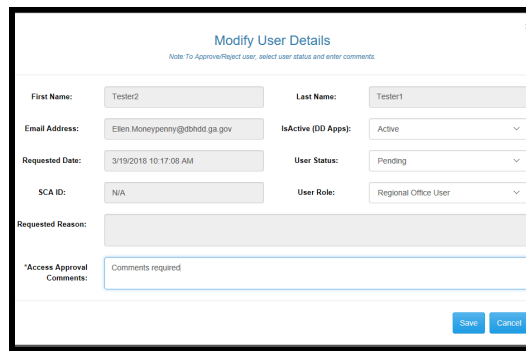 Modify User Details
Note: To Approve/Reject user, select user status and enter comments.
First Name: Tester2 Last Name: Tester1
Email Address: Ellen.Moneypenny@dbhdd.ga.gov IsActive (DD Apps): Active
Requested Date: 3/19/2018 10:17:08 AM User Status: Pending
SCA ID: N/A User Role: Regional Office User
Requested Reason:
*Access Approval Comments required
Comments:
Save Cancel